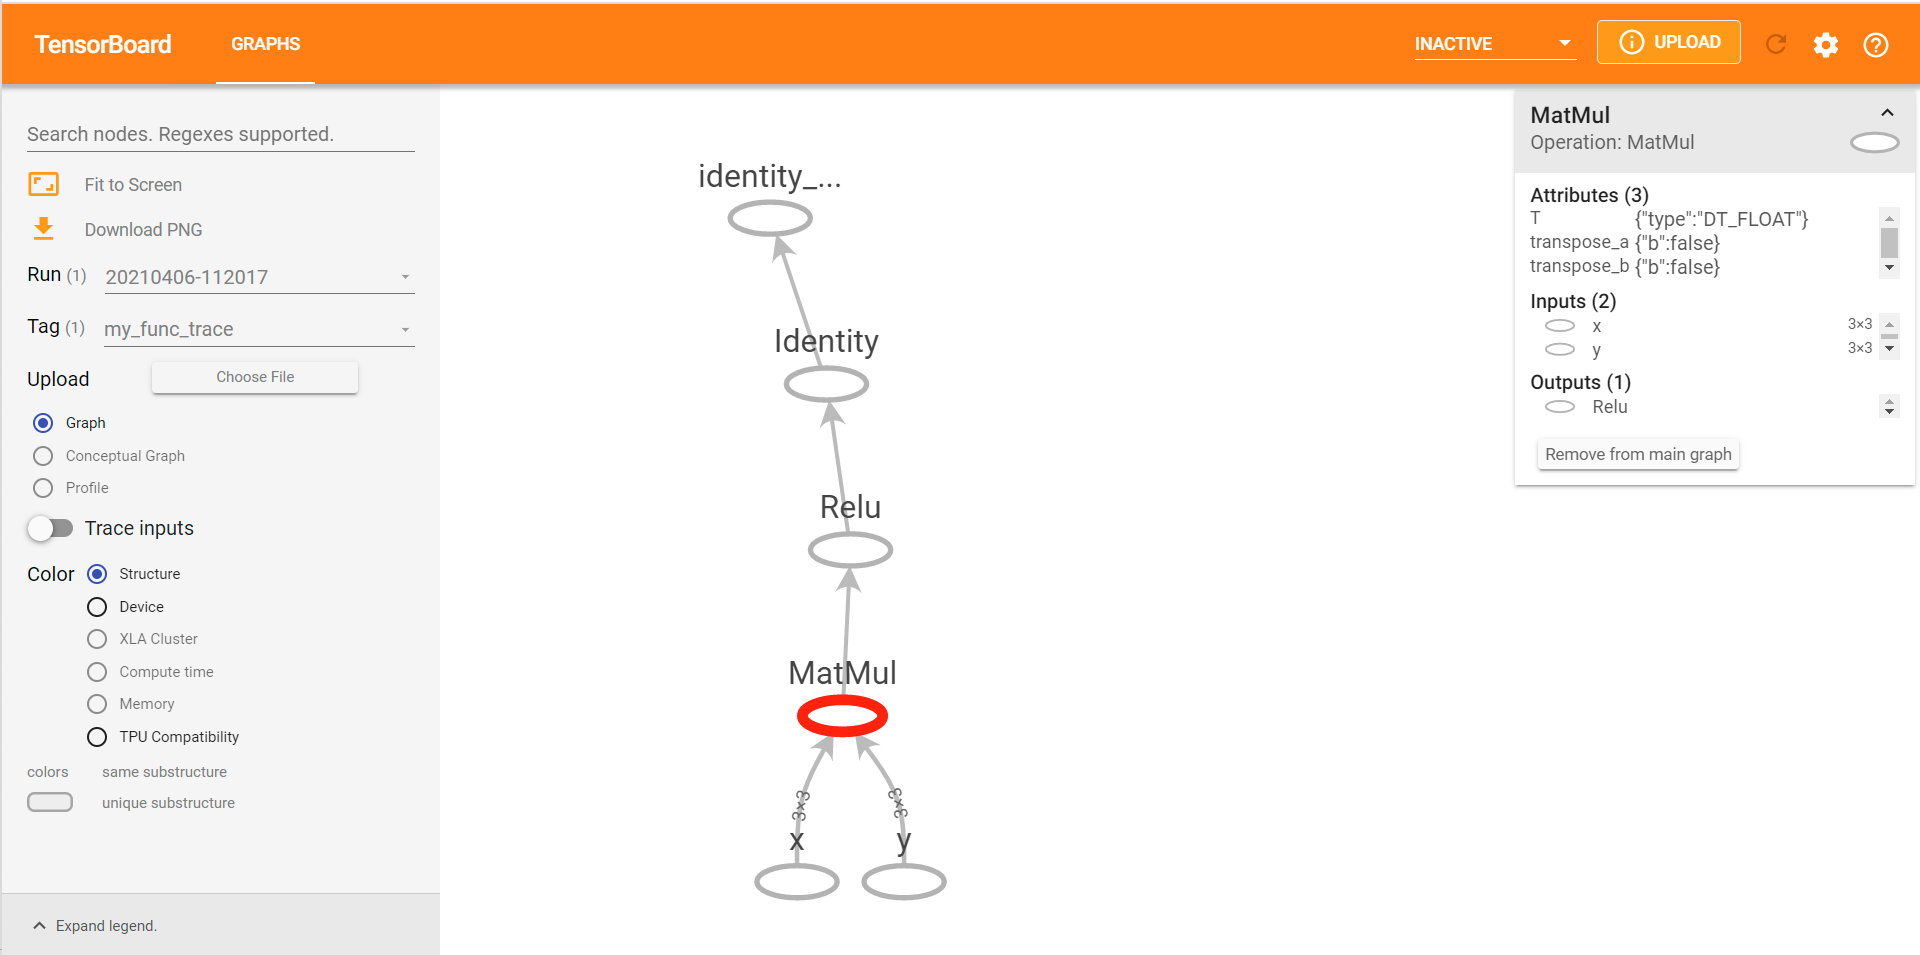 TensorBoard GRAPHS INACTIVE UPLOAD
Search nodes. Regexes supported.
Fit to Screen
Download PNG
Run (1) 20210406-112017
Tag (1) my_func_trace
Upload Choose File
Graph
Conceptual Graph
Profile
Trace inputs
Color Structure
Device
XLA Cluster
Compute time
Memory
TPU Compatibility
colors same substructure
unique substructure
Expand legend.
identity_...
Identity
Relu
MatMul
3×3 3×3
x y
MatMul
Operation: MatMul
Attributes (3)
T {"type":"DT_FLOAT"}
transpose_a {"b":false}
transpose_b {"b":false}
Inputs (2)
x 3×3
y 3×3
Outputs (1)
Relu
Remove from main graph